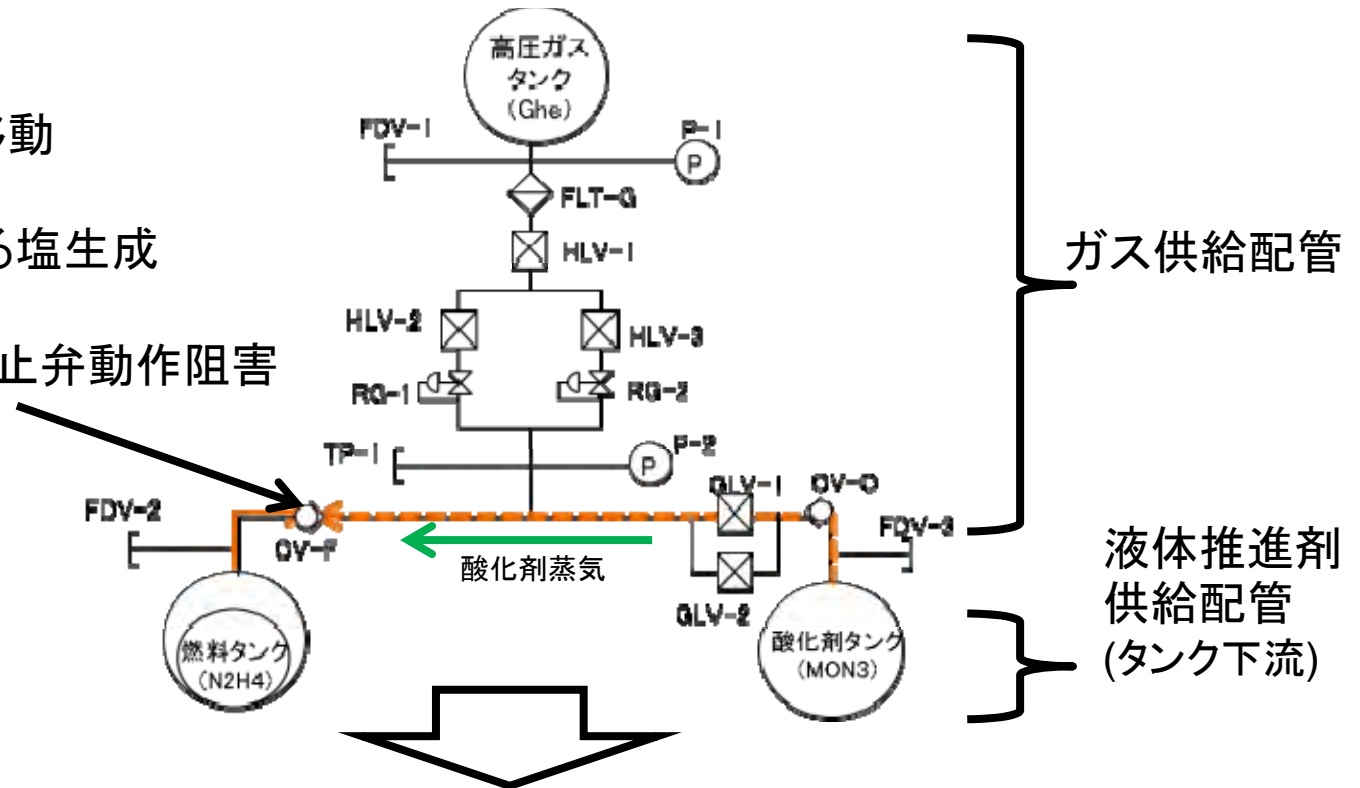 高圧ガス
タンク
(Ghe)
移動
FDV-1
P-1
P
FLT-G
る塩生成
HLV-1
ガス供給配管
HLV-2
HLV-3
止弁動作阻害
RG-1
RG-2
TP-1
P-2
P
GLV-1
CV-O
FDV-2
FDV-3
CV-F
酸化剤蒸気
GLV-2
液体推進剤
供給配管
(タンク下流)
燃料タンク
(N2H4)
酸化剤タンク
(MON3)